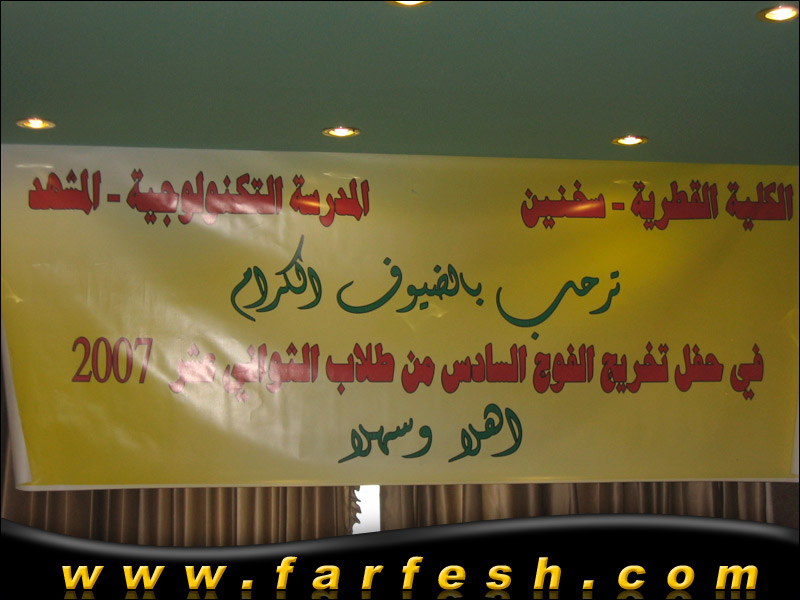 الكلية القطرية - سخنين المدرسة التكنولوجية - المشهد
ترحب بالضيوف الكرام
في حفل تخريج الفوج السادس من طلاب الثواني عشر 2007
اهلا وسهلا
www.farfesh.com